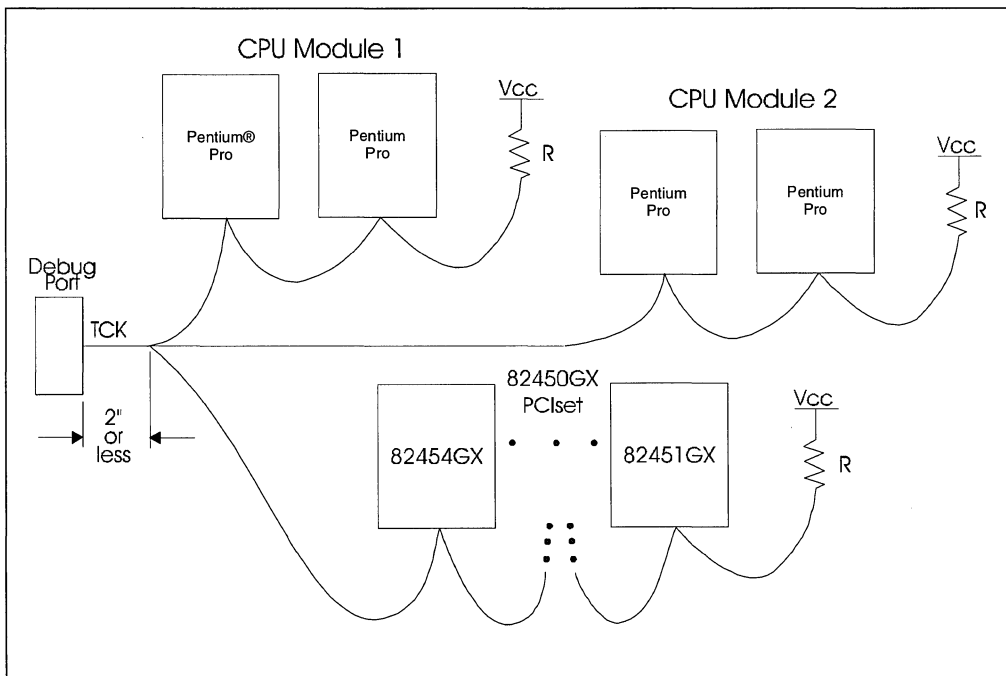 CPU Module 1
Pentium®
Pro
Pentium
Pro
Vcc
R
CPU Module 2
Pentium
Pro
Pentium
Pro
Vcc
R
Debug
Port
TCK
2"
or
less
82450GX
PCIset
82454GX
82451GX
Vcc
R